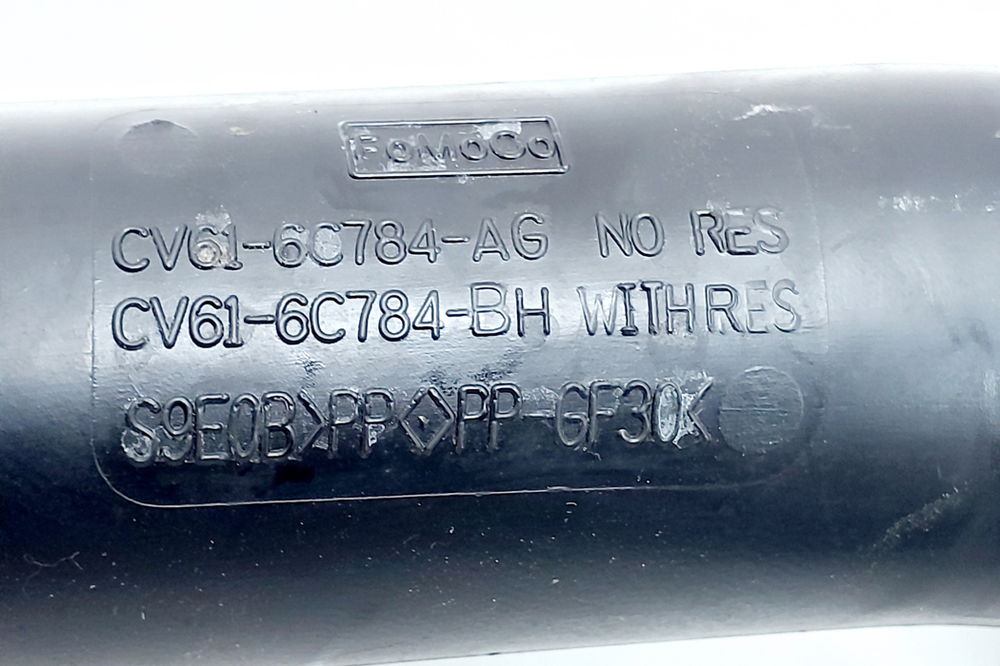 FoMoCo
CV61-6C784-AG NO RES
CV61-6C784-BH WITH RES
S9E0B>PP<>PP-GF30<